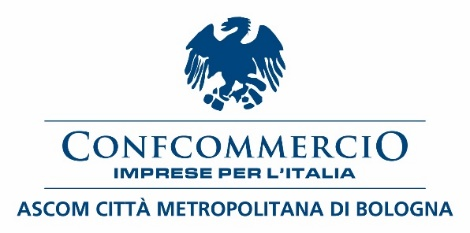 CONFCOMMERCIO
IMPRESE PER L'ITALIA
ASCOM CITTÀ METROPOLITANA DI BOLOGNA